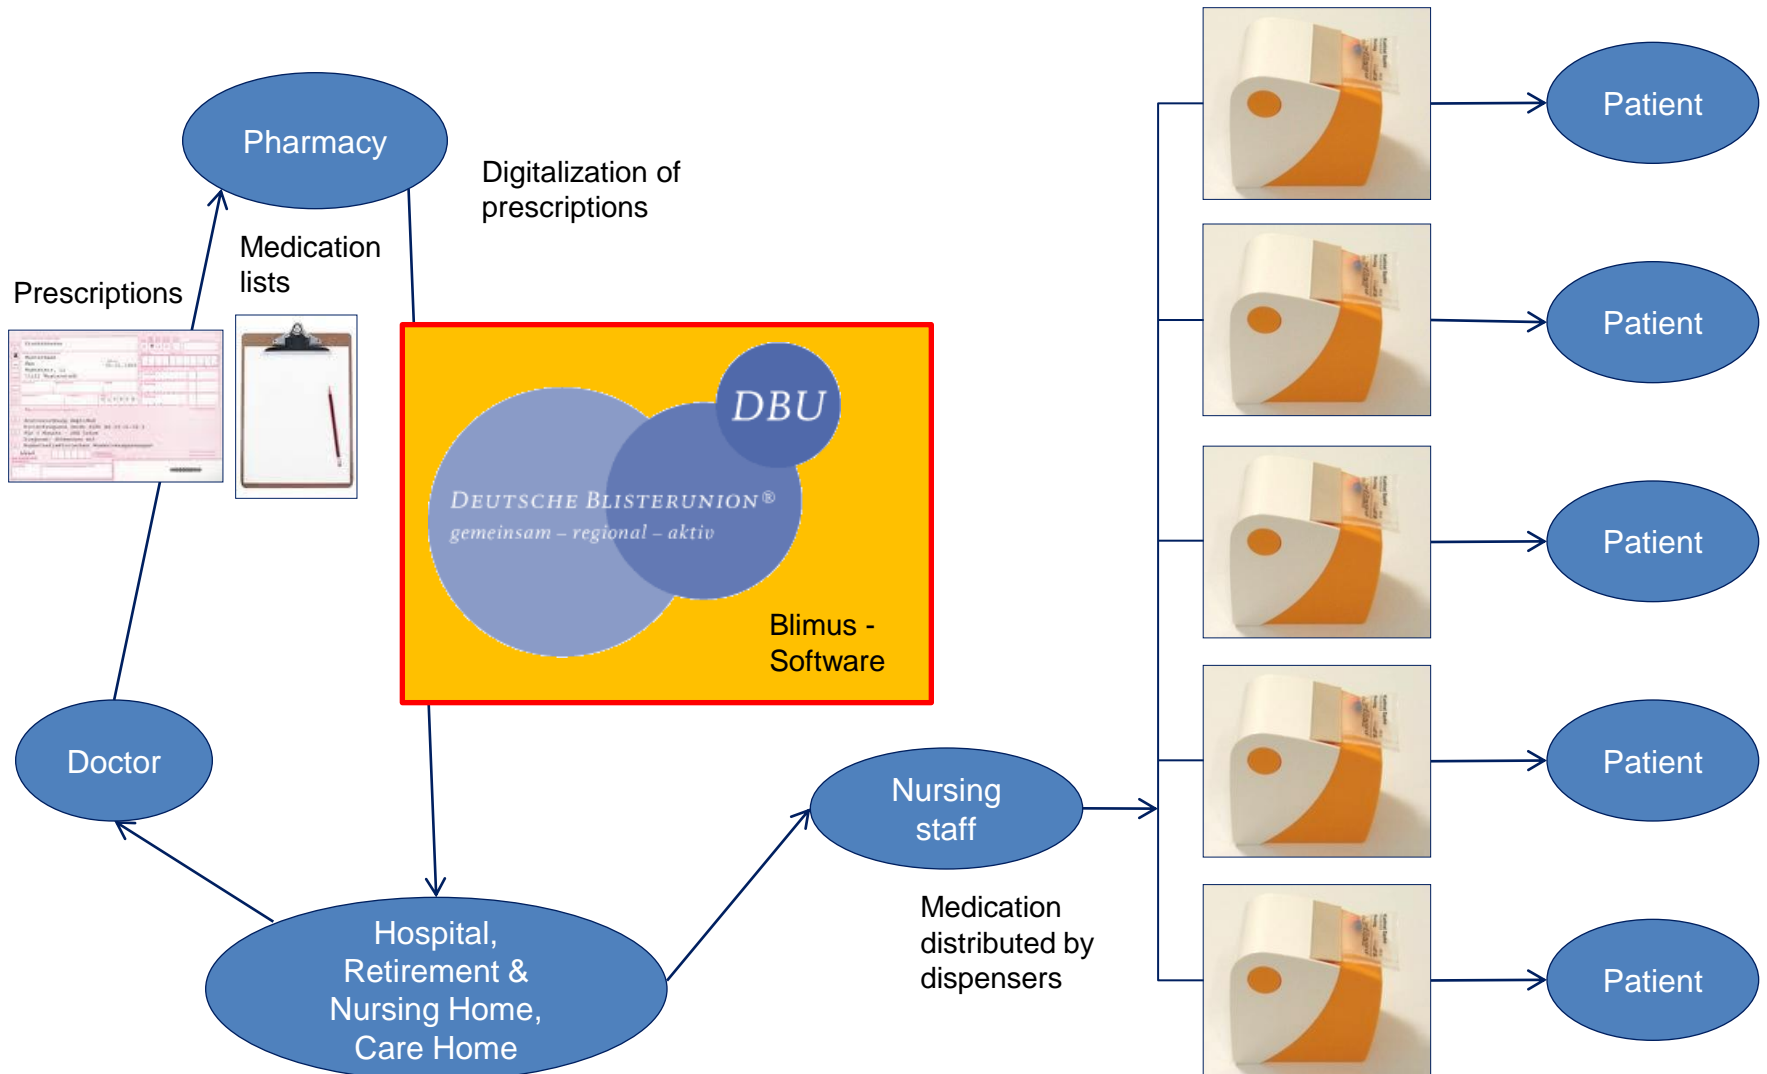 Pharmacy
Digitalization of
prescriptions
Medication
lists
Prescriptions
DBU
DEUTSCHE BLISTERUNION®
gemeinsam – regional – aktiv
Blimus -
Software
Doctor
Hospital,
Retirement &
Nursing Home,
Care Home
Nursing
staff
Medication
distributed by
dispensers
Patient
Patient
Patient
Patient
Patient